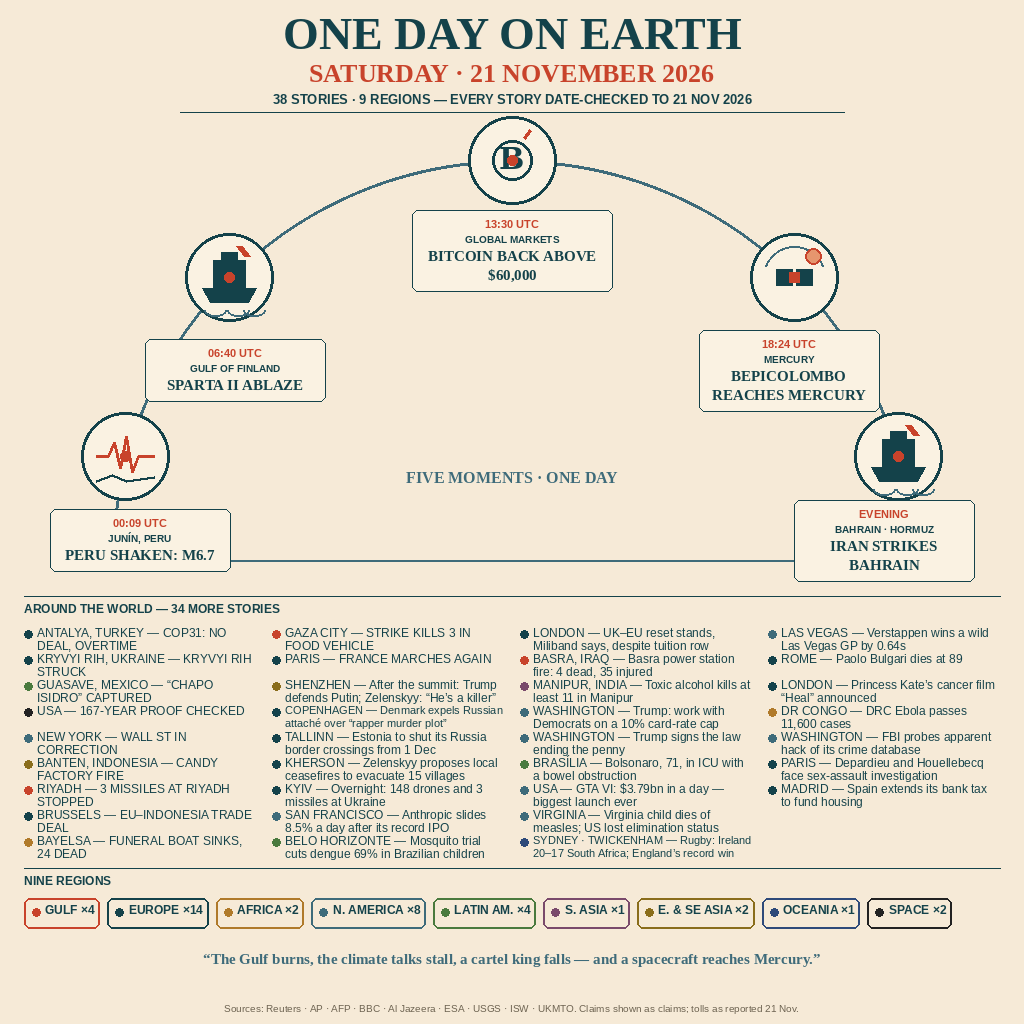 ONE DAY ON EARTH
SATURDAY · 21 NOVEMBER 2026
38 STORIES · 9 REGIONS — EVERY STORY DATE-CHECKED TO 21 NOV 2026
B
13:30 UTC
GLOBAL MARKETS
BITCOIN BACK ABOVE
$60,000
06:40 UTC
GULF OF FINLAND
SPARTA II ABLAZE
18:24 UTC
MERCURY
BEPICOLOMBO
REACHES MERCURY
FIVE MOMENTS · ONE DAY
00:09 UTC
JUNÍN, PERU
PERU SHAKEN: M6.7
EVENING
BAHRAIN · HORMUZ
IRAN STRIKES
BAHRAIN
AROUND THE WORLD — 34 MORE STORIES
ANTALYA, TURKEY — COP31: NO
DEAL, OVERTIME
KRYVYI RIH, UKRAINE — KRYVYI RIH
STRUCK
GUASAVE, MEXICO — “CHAPO
ISIDRO” CAPTURED
USA — 167-YEAR PROOF CHECKED
NEW YORK — WALL ST IN
CORRECTION
BANTEN, INDONESIA — CANDY
FACTORY FIRE
RIYADH — 3 MISSILES AT RIYADH
STOPPED
BRUSSELS — EU–INDONESIA TRADE
DEAL
BAYELSA — FUNERAL BOAT SINKS,
24 DEAD
GAZA CITY — STRIKE KILLS 3 IN
FOOD VEHICLE
PARIS — FRANCE MARCHES AGAIN
SHENZHEN — After the summit: Trump
defends Putin; Zelenskyy: “He’s a killer”
COPENHAGEN — Denmark expels Russian
attaché over “rapper murder plot”
TALLINN — Estonia to shut its Russia
border crossings from 1 Dec
KHERSON — Zelenskyy proposes local
ceasefires to evacuate 15 villages
KYIV — Overnight: 148 drones and 3
missiles at Ukraine
SAN FRANCISCO — Anthropic slides
8.5% a day after its record IPO
BELO HORIZONTE — Mosquito trial
cuts dengue 69% in Brazilian children
LONDON — UK–EU reset stands,
Miliband says, despite tuition row
BASRA, IRAQ — Basra power station
fire: 4 dead, 35 injured
MANIPUR, INDIA — Toxic alcohol kills at
least 11 in Manipur
WASHINGTON — Trump: work with
Democrats on a 10% card-rate cap
WASHINGTON — Trump signs the law
ending the penny
BRASÍLIA — Bolsonaro, 71, in ICU with
a bowel obstruction
USA — GTA VI: $3.79bn in a day —
biggest launch ever
VIRGINIA — Virginia child dies of
measles; US lost elimination status
SYDNEY · TWICKENHAM — Rugby: Ireland
20–17 South Africa; England’s record win
LAS VEGAS — Verstappen wins a wild
Las Vegas GP by 0.64s
ROME — Paolo Bulgari dies at 89
LONDON — Princess Kate’s cancer film
“Heal” announced
DR CONGO — DRC Ebola passes
11,600 cases
WASHINGTON — FBI probes apparent
hack of its crime database
PARIS — Depardieu and Houellebecq
face sex-assault investigation
MADRID — Spain extends its bank tax
to fund housing
NINE REGIONS
GULF ×4
EUROPE ×14
AFRICA ×2
N. AMERICA ×8
LATIN AM. ×4
S. ASIA ×1
E. & SE ASIA ×2
OCEANIA ×1
SPACE ×2
“The Gulf burns, the climate talks stall, a cartel king falls — and a spacecraft reaches Mercury.”
Sources: Reuters · AP · AFP · BBC · Al Jazeera · ESA · USGS · ISW · UKMTO. Claims shown as claims; tolls as reported 21 Nov.